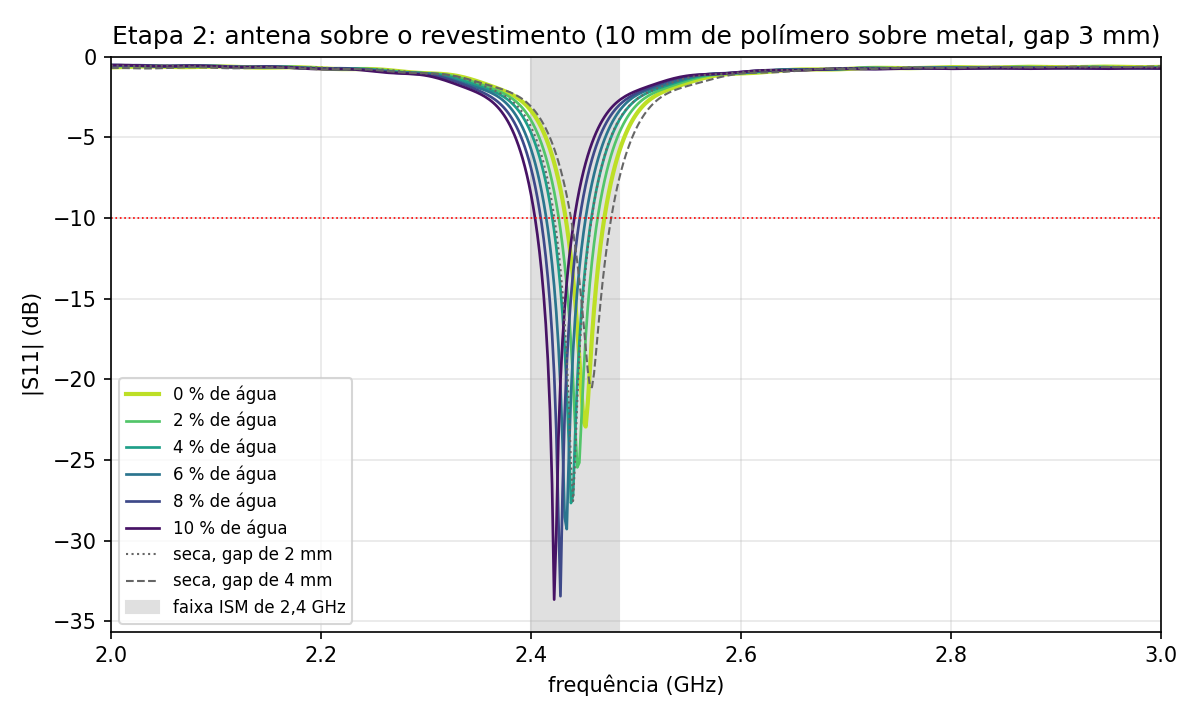 Etapa 2: antena sobre o revestimento (10 mm de polímero sobre metal, gap 3 mm)
|S11| (dB)
0
−5
−10
−15
−20
−25
−30
−35
0 % de água
2 % de água
4 % de água
6 % de água
8 % de água
10 % de água
seca, gap de 2 mm
seca, gap de 4 mm
faixa ISM de 2,4 GHz
2.0 2.2 2.4 2.6 2.8 3.0
frequência (GHz)